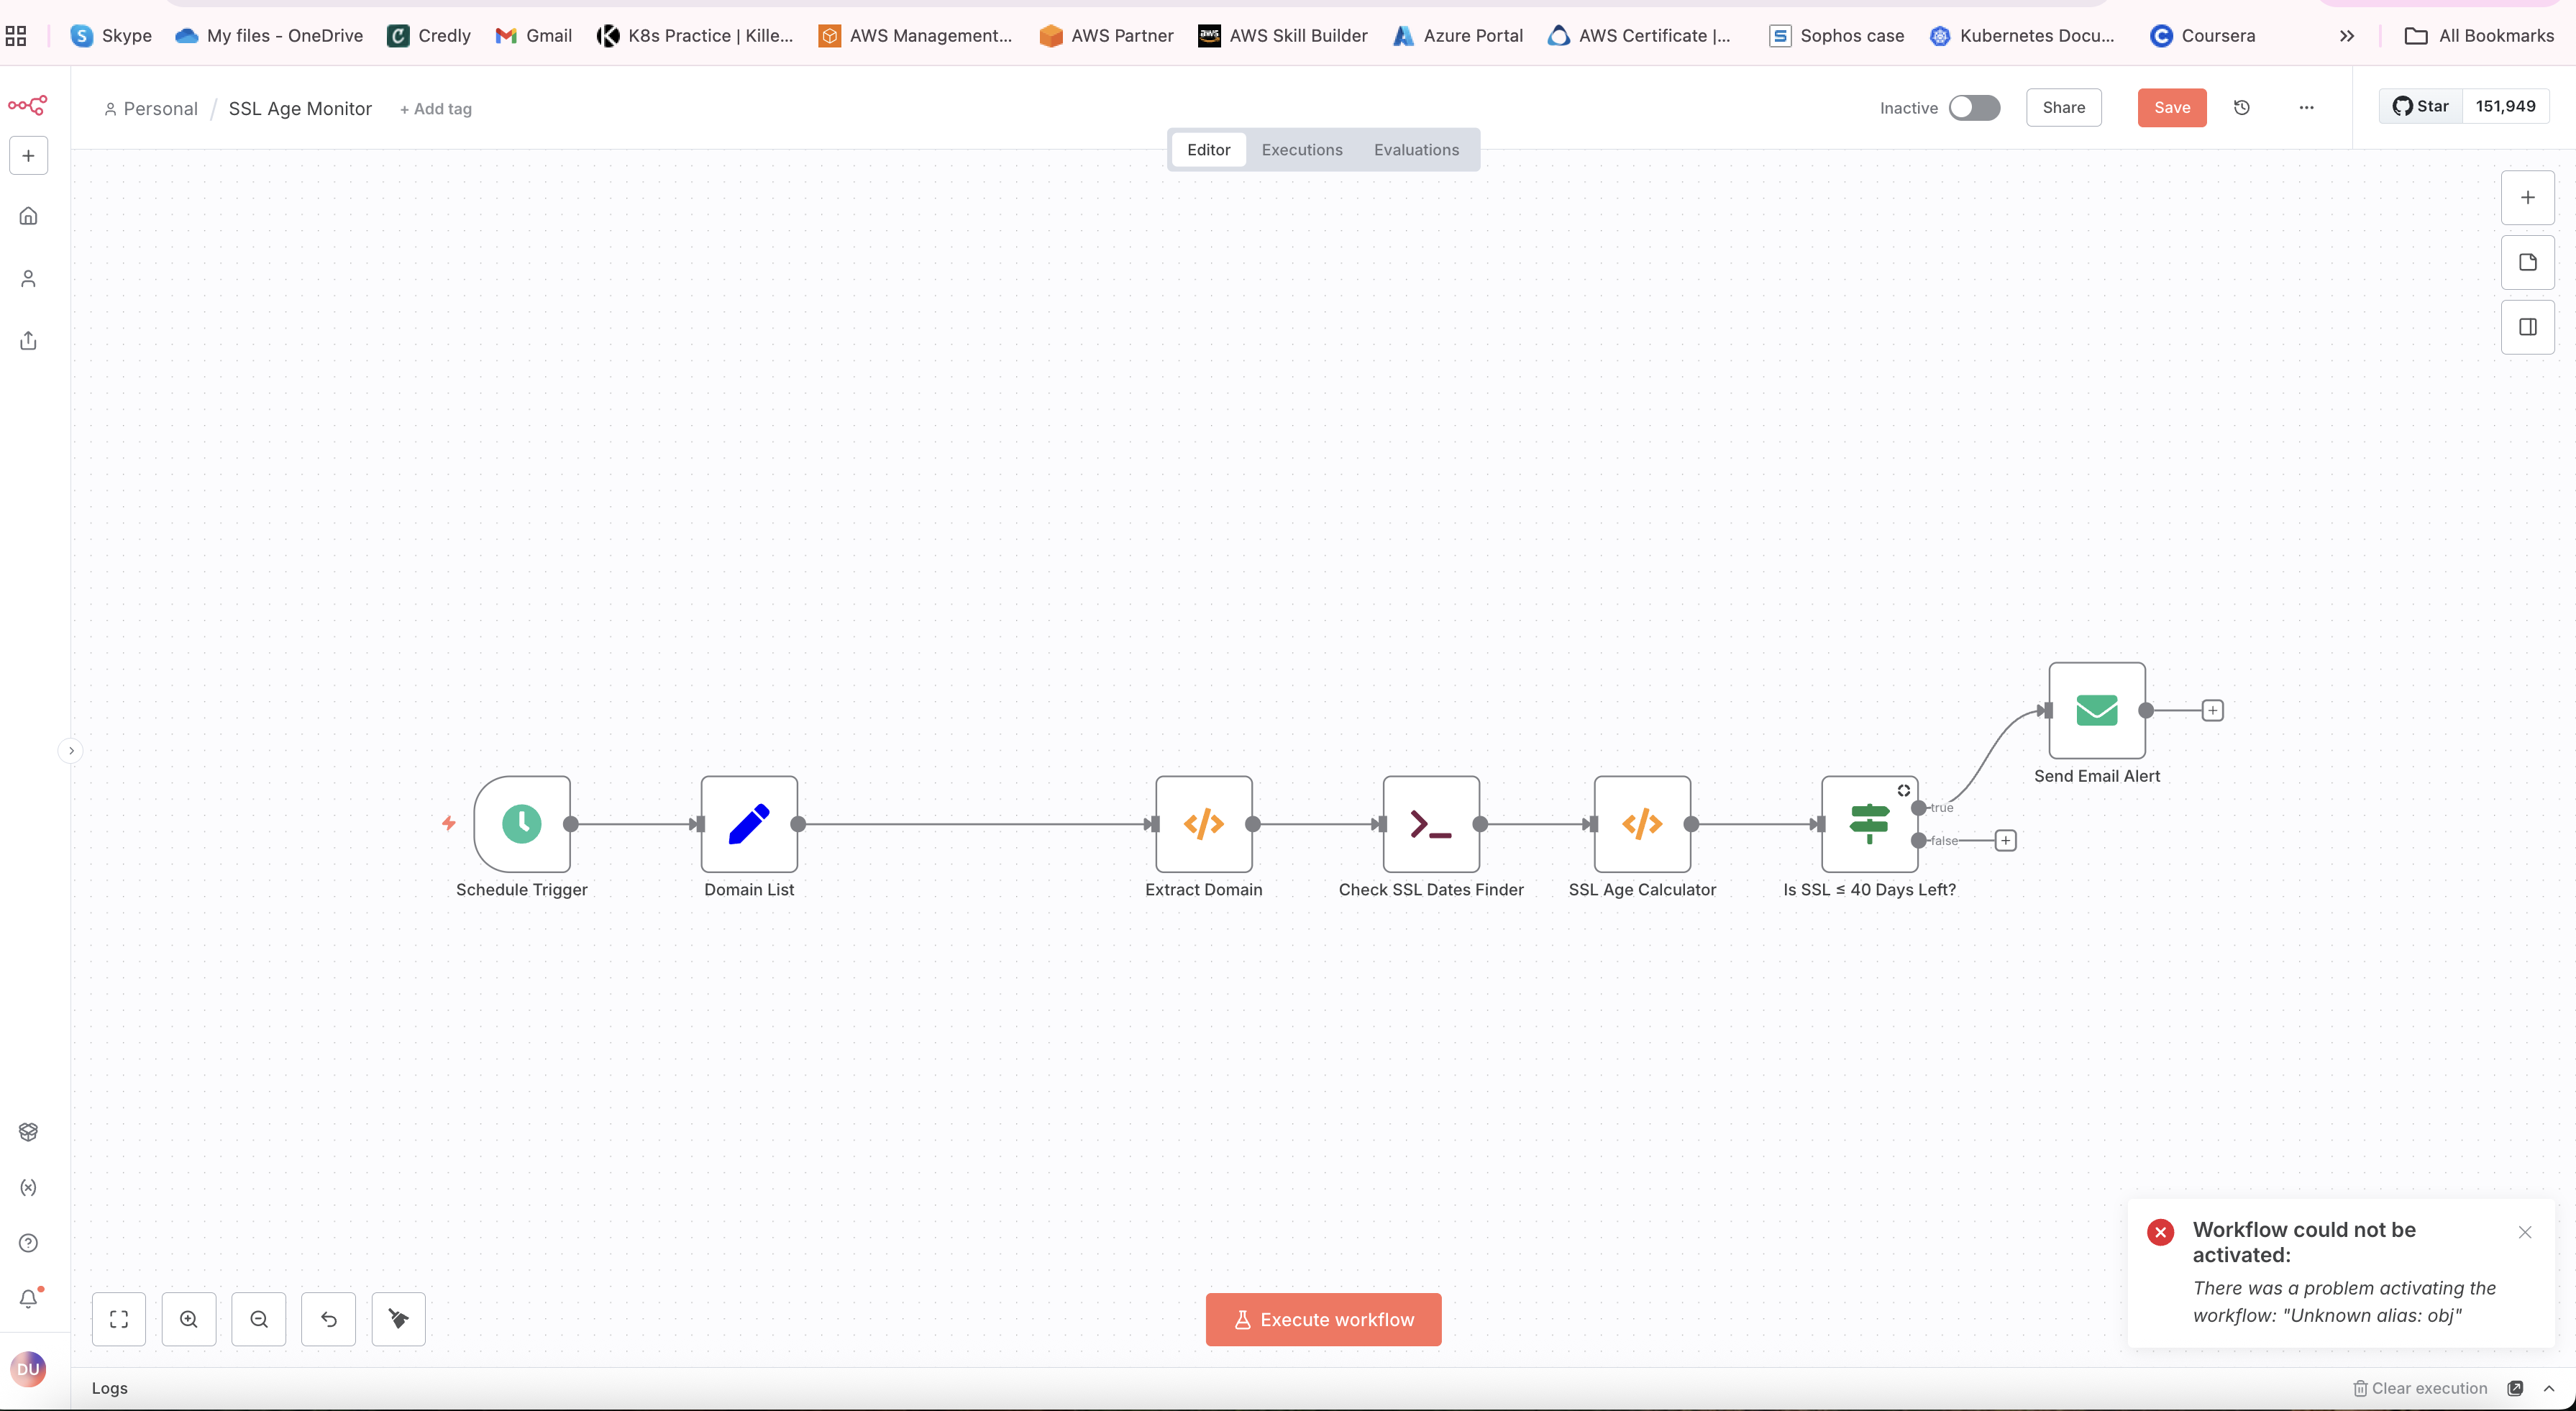 Skype
My files - OneDrive
Credly
Gmail
K8s Practice | Kille...
AWS Management...
aws
AWS Partner
AWS Skill Builder
Azure Portal
AWS Certificate |...
S
Sophos case
Kubernetes Docu...
Coursera
All Bookmarks
Personal / SSL Age Monitor + Add tag
Inactive
Share
Save
Star 151,949
Editor Executions Evaluations
Send Email Alert
true
false
Schedule Trigger
Domain List
Extract Domain
Check SSL Dates Finder
SSL Age Calculator
Is SSL ≤ 40 Days Left?
Workflow could not be
activated:
There was a problem activating the
workflow: "Unknown alias: obj"
Execute workflow
DU
Logs
Clear execution